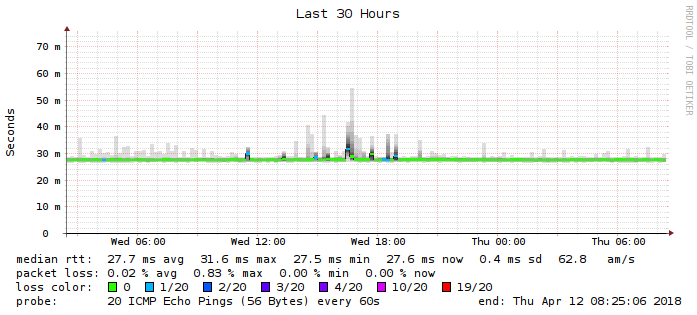 Last 30 Hours
RRDTOOL / TOBI OETIKER
Seconds
70 m
60 m
50 m
40 m
30 m
20 m
10 m
0
Wed 06:00 Wed 12:00 Wed 18:00 Thu 00:00 Thu 06:00
median rtt: 27.7 ms avg 31.6 ms max 27.5 ms min 27.6 ms now 0.4 ms sd 62.8 am/s
packet loss: 0.02 % avg 0.83 % max 0.00 % min 0.00 % now
loss color: 0 1/20 2/20 3/20 4/20 10/20 19/20
probe: 20 ICMP Echo Pings (56 Bytes) every 60s end: Thu Apr 12 08:25:06 2018